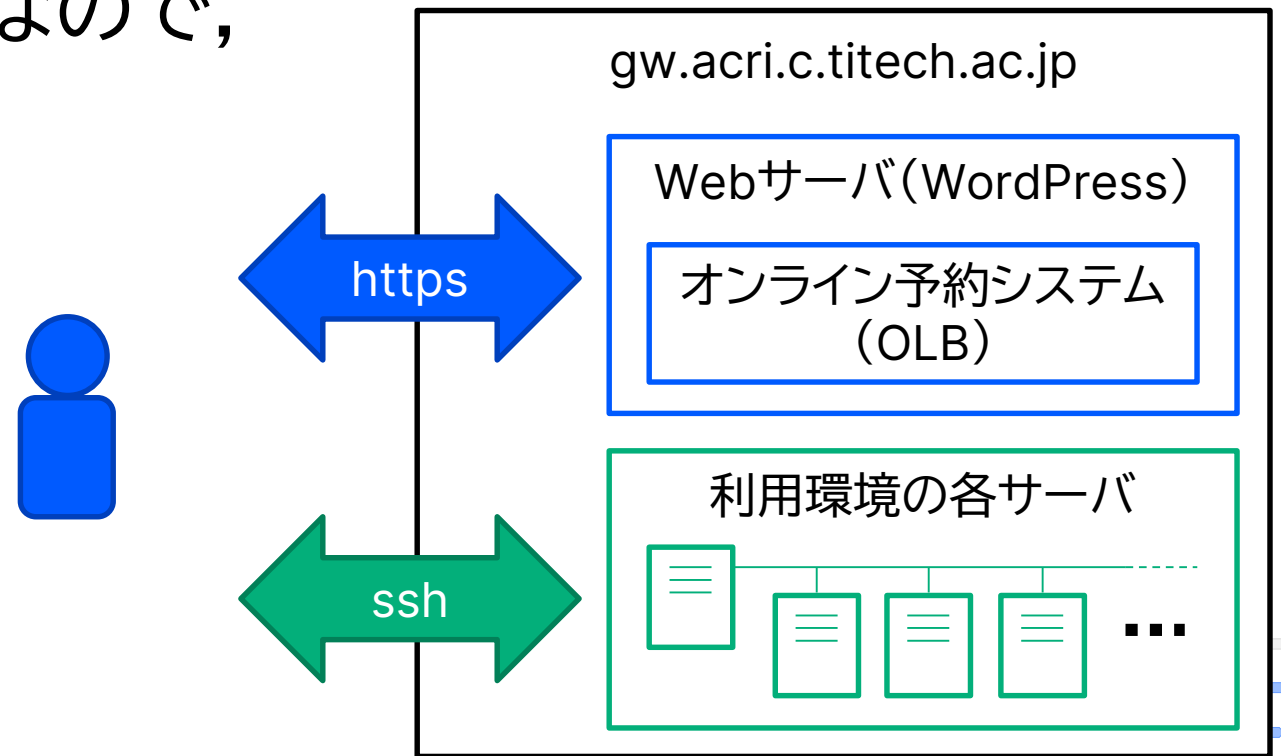 なので,
gw.acri.c.titech.ac.jp
Webサーバ(WordPress)
オンライン予約システム
(OLB)
https
利用環境の各サーバ
ssh
...